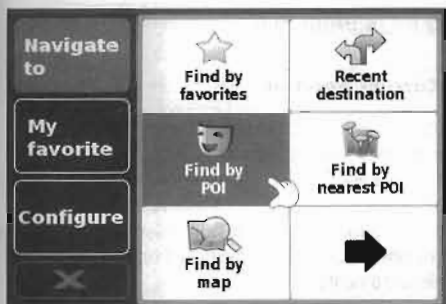 Navigate
to
My
favorite
Configure
Find by
favorites
Recent
destination
Find by
POI
Find by
nearest POI
Find by
map